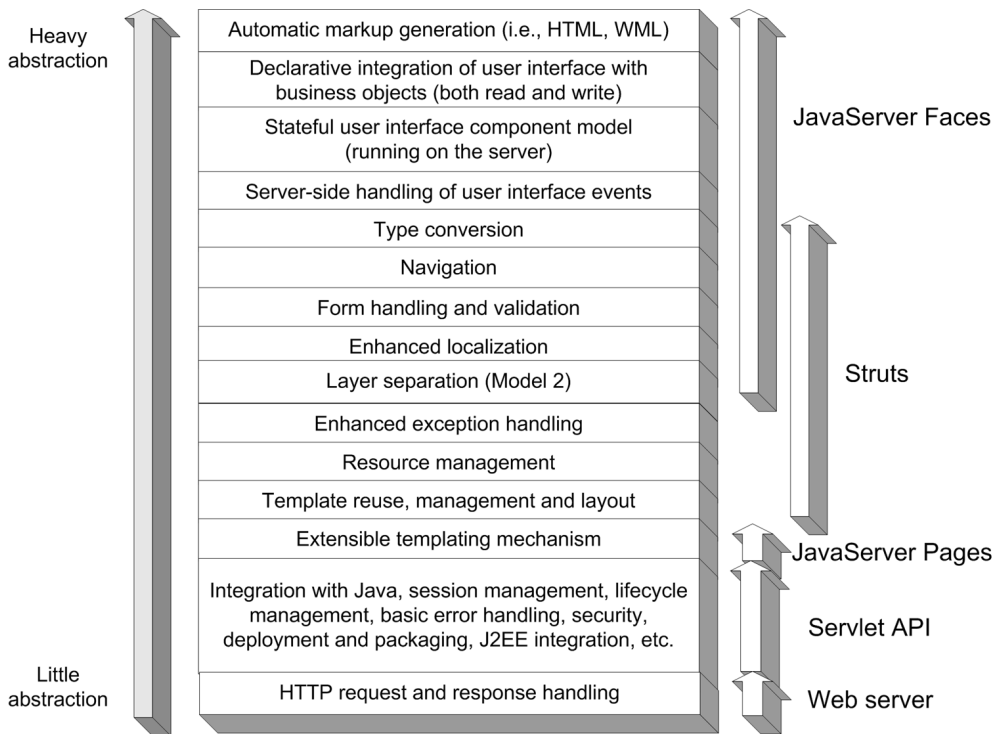 Heavy
abstraction
Automatic markup generation (i.e., HTML, WML)
Declarative integration of user interface with
business objects (both read and write)
Stateful user interface component model
(running on the server)
Server-side handling of user interface events
Type conversion
Navigation
Form handling and validation
Enhanced localization
Layer separation (Model 2)
Enhanced exception handling
Resource management
Template reuse, management and layout
Extensible templating mechanism
Integration with Java, session management, lifecycle
management, basic error handling, security,
deployment and packaging, J2EE integration, etc.
HTTP request and response handling
Little
abstraction
JavaServer Faces
Struts
JavaServer Pages
Servlet API
Web server